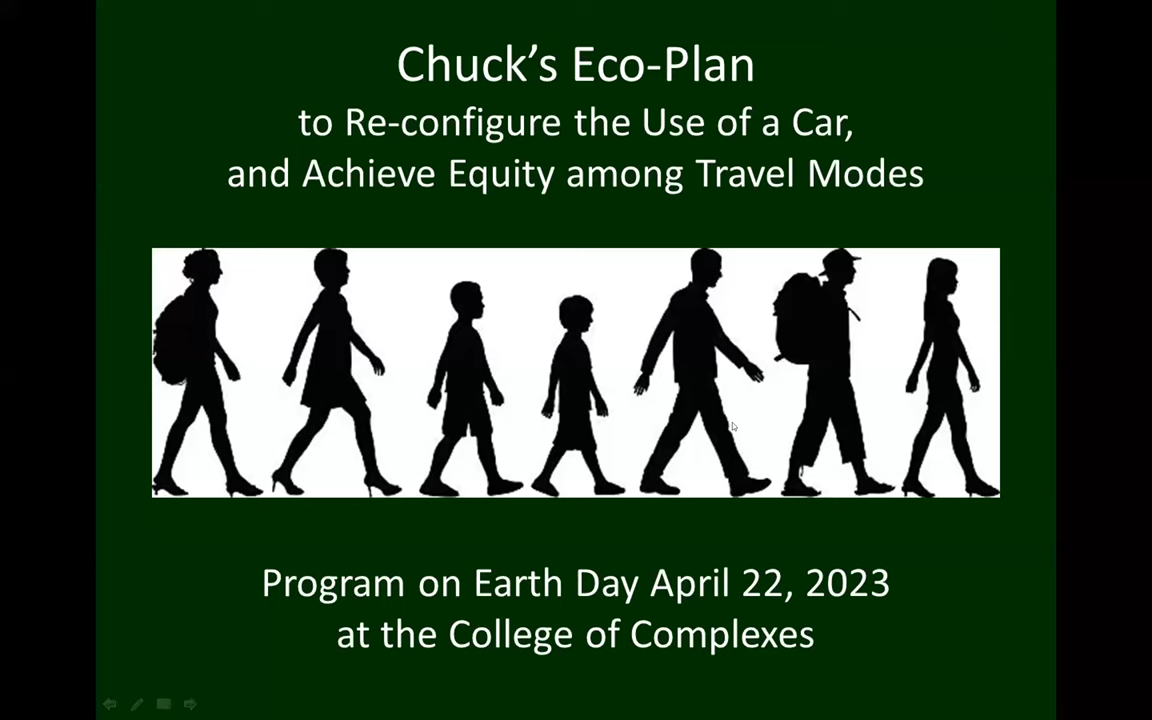 Chuck’s Eco-Plan
to Re-configure the Use of a Car,
and Achieve Equity among Travel Modes
Program on Earth Day April 22, 2023
at the College of Complexes